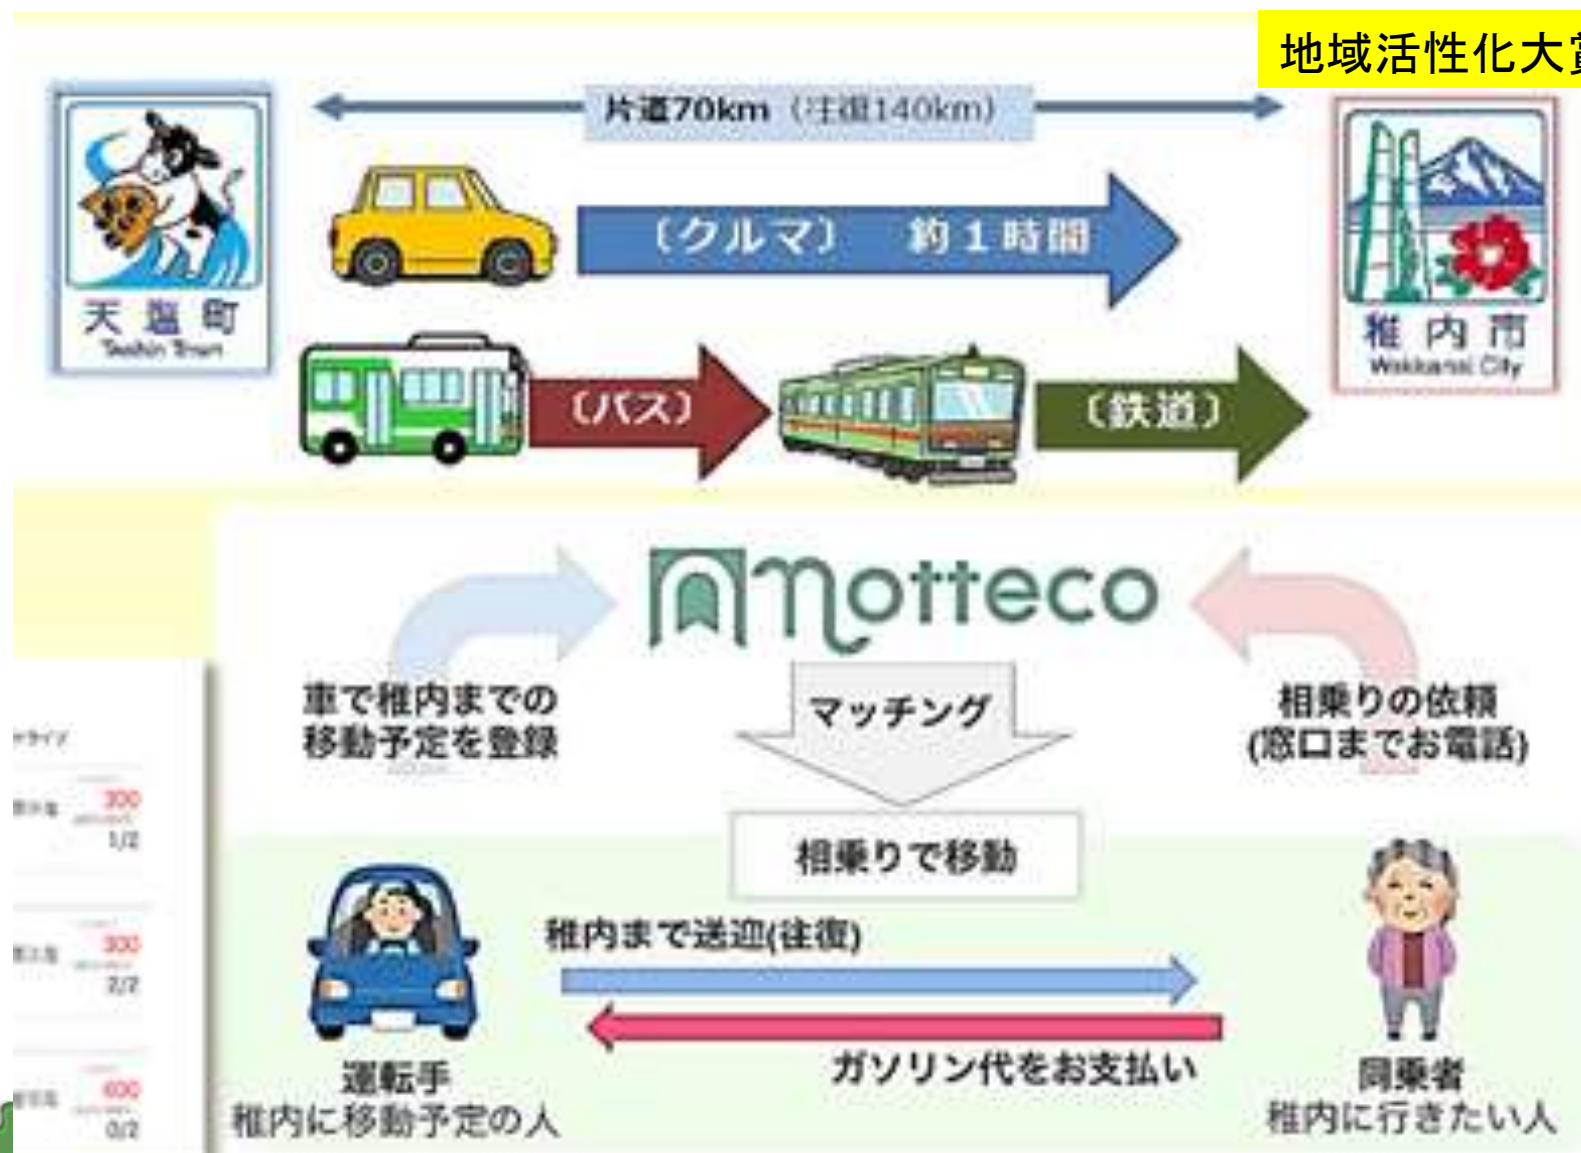 地域活性化大
片道70km（往復140km）
天塩町
Teshio Town
〔クルマ〕 約１時間
稚内市
Wakkanai City
〔バス〕
〔鉄道〕
motteco
車で稚内までの
移動予定を登録
マッチング
相乗りの依頼
(窓口までお電話)
相乗りで移動
300
1/2
300
2/2
600
0/2
稚内まで送迎(往復)
ガソリン代をお支払い
運転手
稚内に移動予定の人
同乗者
稚内に行きたい人